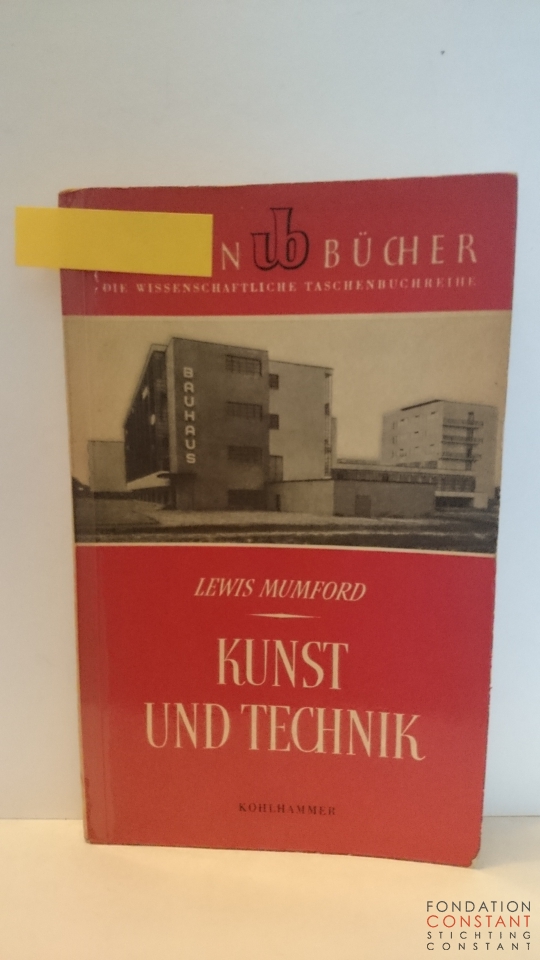 N ub BÜCHER
DIE WISSENSCHAFTLICHE TASCHENBUCHREIHE
BAUHAUS
LEWIS MUMFORD
KUNST
UND TECHNIK
KOHLHAMMER
FONDATION
CONSTANT
STICHTING
CONSTANT